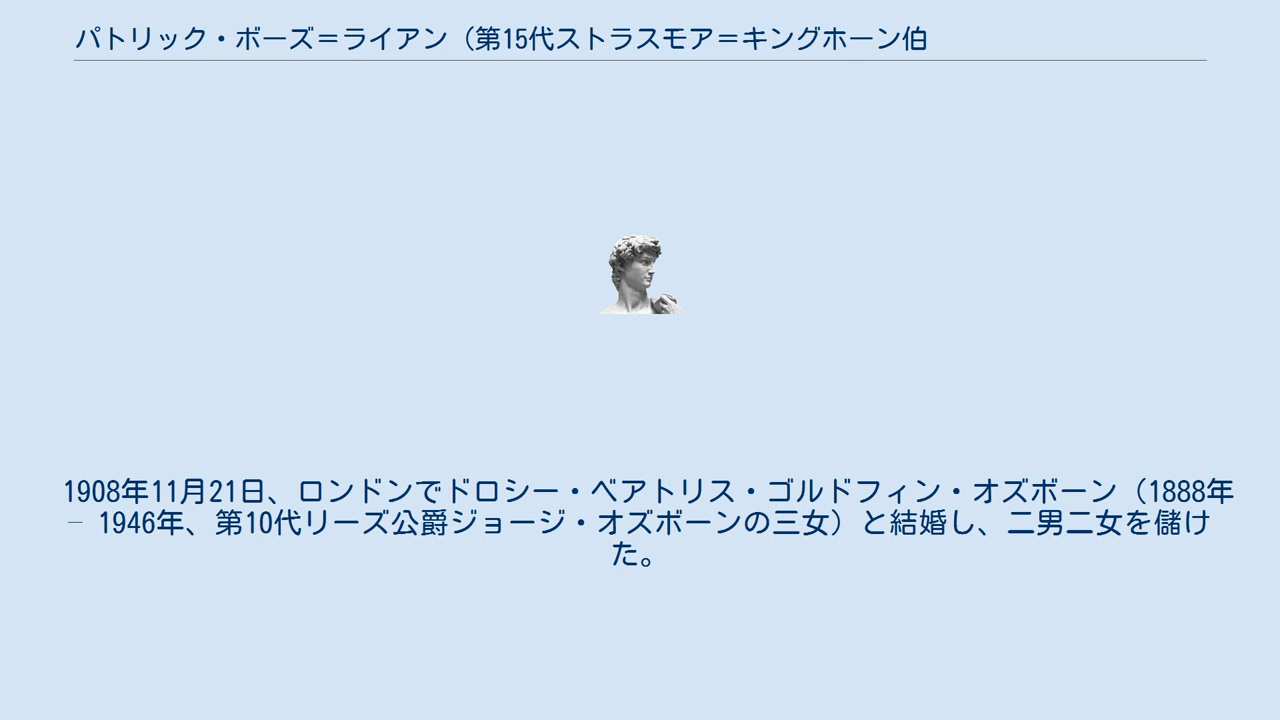 パトリック・ボーズ＝ライアン（第15代ストラスモア＝キングホーン伯
1908年11月21日、ロンドンでドロシー・ベアトリス・ゴルドフィン・オズボーン（1888年
– 1946年、第10代リーズ公爵ジョージ・オズボーンの三女）と結婚し、二男二女を儲け
た。